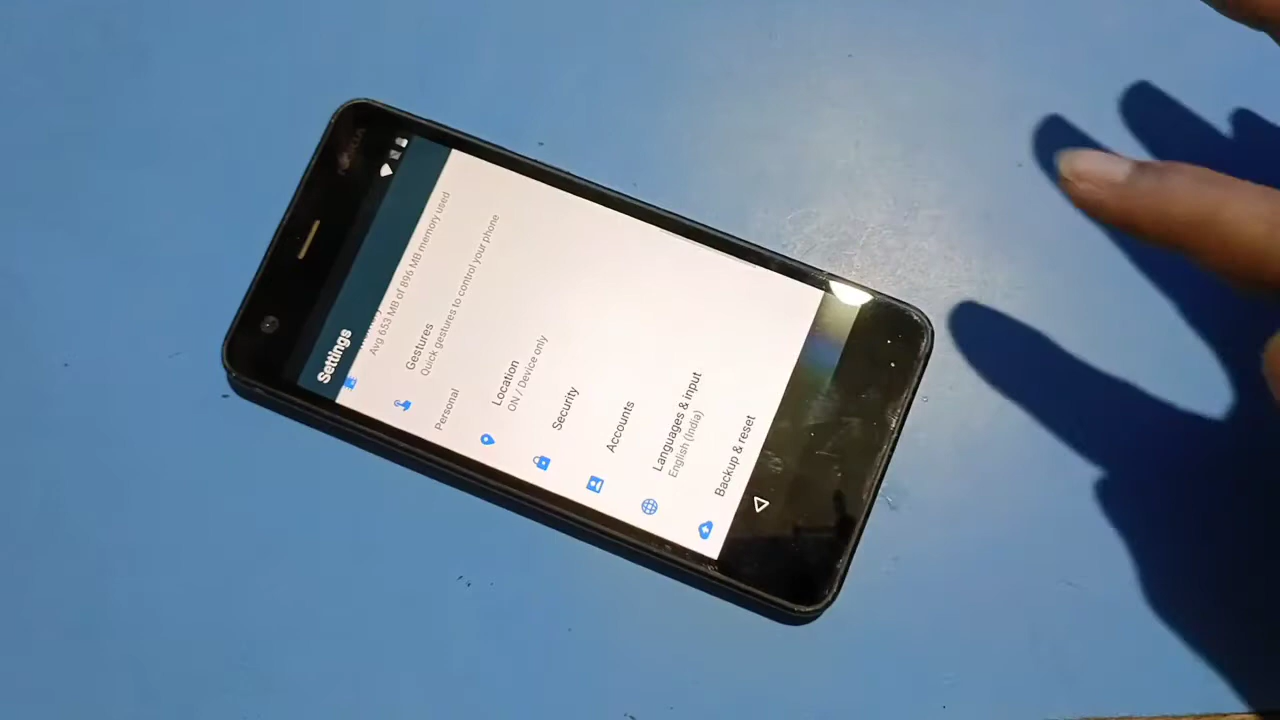 NOKIA
Settings
Avg 653 MB of 896 MB memory used
Gestures
Quick gestures to control your phone
Personal
Location
ON / Device only
Security
Accounts
Languages & input
English (India)
Backup & reset